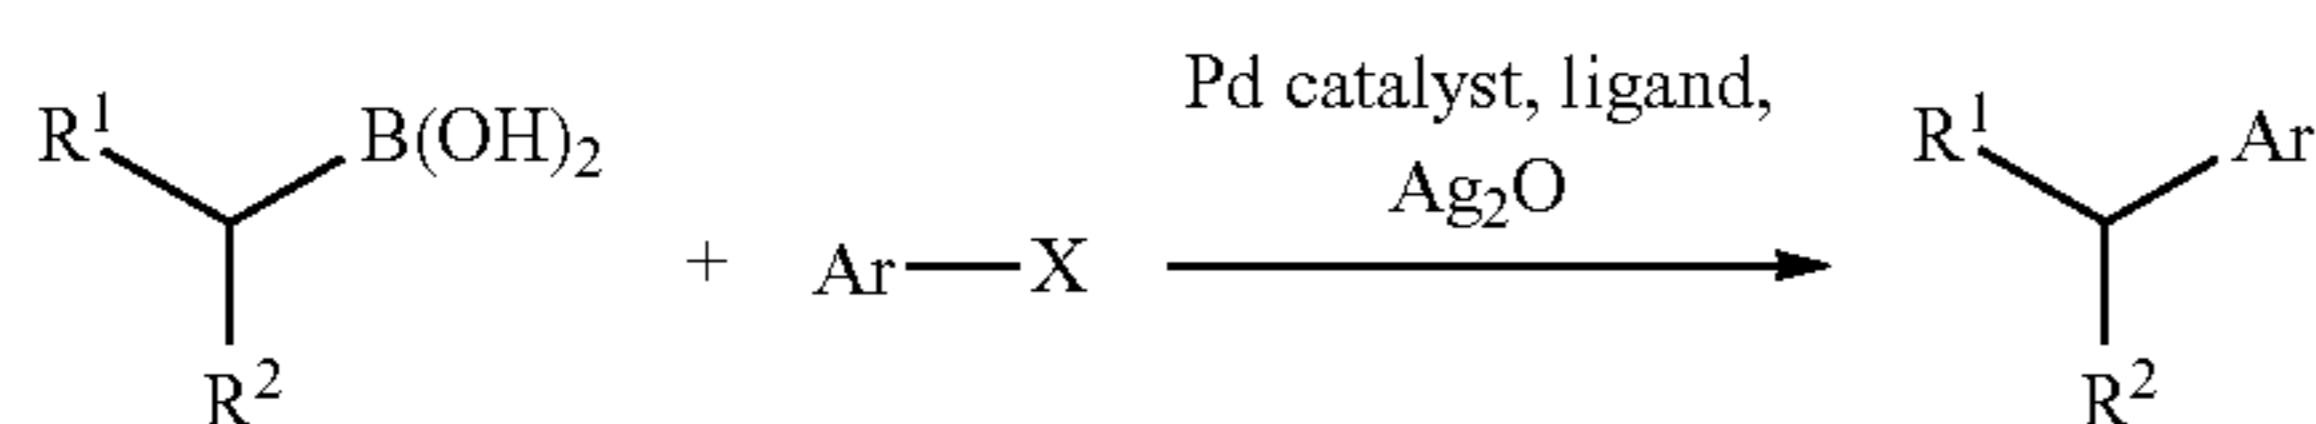 Pd catalyst, ligand,
Ag₂O
R¹ B(OH)₂ + Ar—X R¹ Ar
R² R²